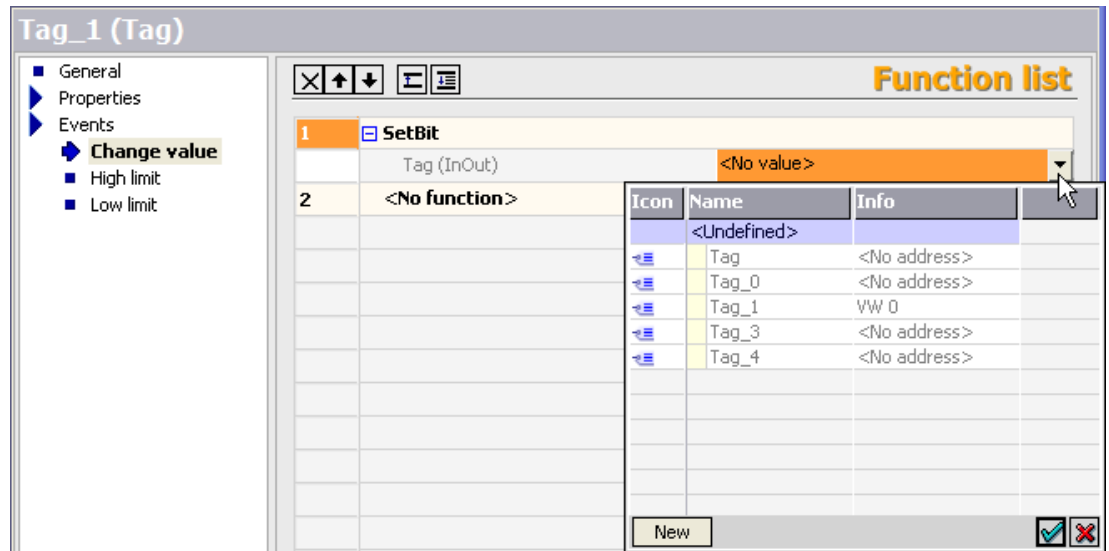 Tag_1 (Tag)
General
Properties
Events
Change value
High limit
Low limit
Function list
1 SetBit
Tag (InOut) <No value>
2 <No function>
Icon Name Info
<Undefined>
Tag <No address>
Tag_0 <No address>
Tag_1 VW 0
Tag_3 <No address>
Tag_4 <No address>
New